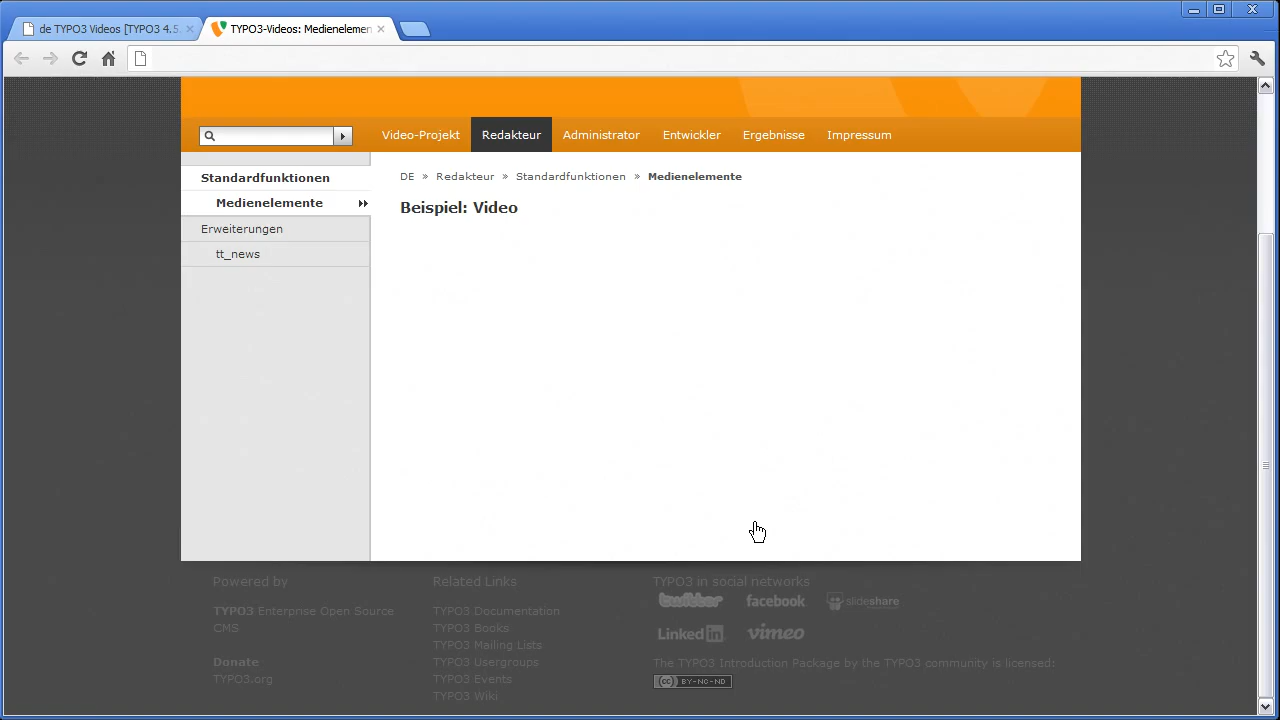 de TYPO3 Videos [TYPO3 4.5.
TYPO3-Videos: Medienelemen
Video-Projekt
Redakteur
Administrator
Entwickler
Ergebnisse
Impressum
Standardfunktionen
Medienelemente
Erweiterungen
tt_news
DE » Redakteur » Standardfunktionen » Medienelemente
Beispiel: Video
Powered by
TYPO3 Enterprise Open Source
CMS
Donate
TYPO3.org
Related Links
TYPO3 Documentation
TYPO3 Books
TYPO3 Mailing Lists
TYPO3 Usergroups
TYPO3 Events
TYPO3 Wiki
TYPO3 in social networks
twitter
facebook
slideshare
Linked in
vimeo
The TYPO3 Introduction Package by the TYPO3 community is licensed:
cc BY-NC-ND